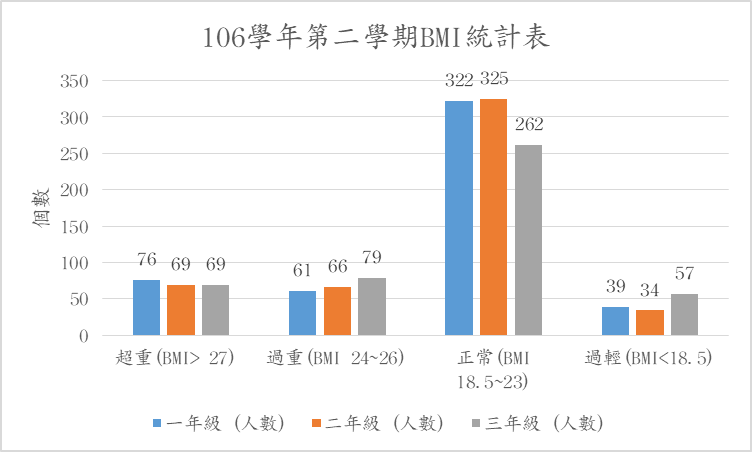 106學年第二學期BMI統計表
個數
350
300
250
200
150
100
50
0
76 69 69
61 66 79
322 325 262
39 34 57
超重(BMI> 27)
過重(BMI 24~26)
正常(BMI
18.5~23)
過輕(BMI<18.5)
一年級 (人數) 二年級 (人數) 三年級 (人數)